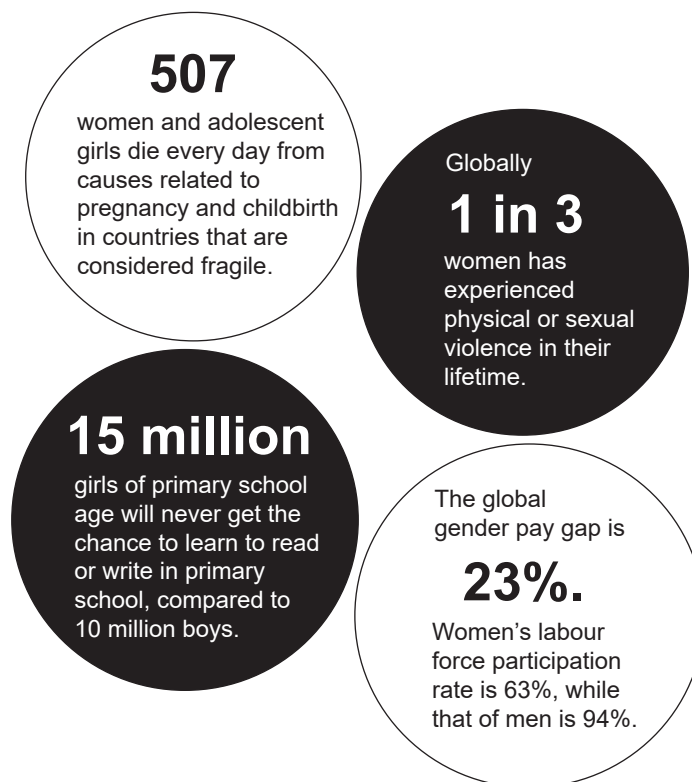 507
women and adolescent
girls die every day from
causes related to
pregnancy and childbirth
in countries that are
considered fragile.
Globally
1 in 3
women has
experienced
physical or sexual
violence in their
lifetime.
15 million
girls of primary school
age will never get the
chance to learn to read
or write in primary
school, compared to
10 million boys.
The global
gender pay gap is
23%.
Women’s labour
force participation
rate is 63%, while
that of men is 94%.